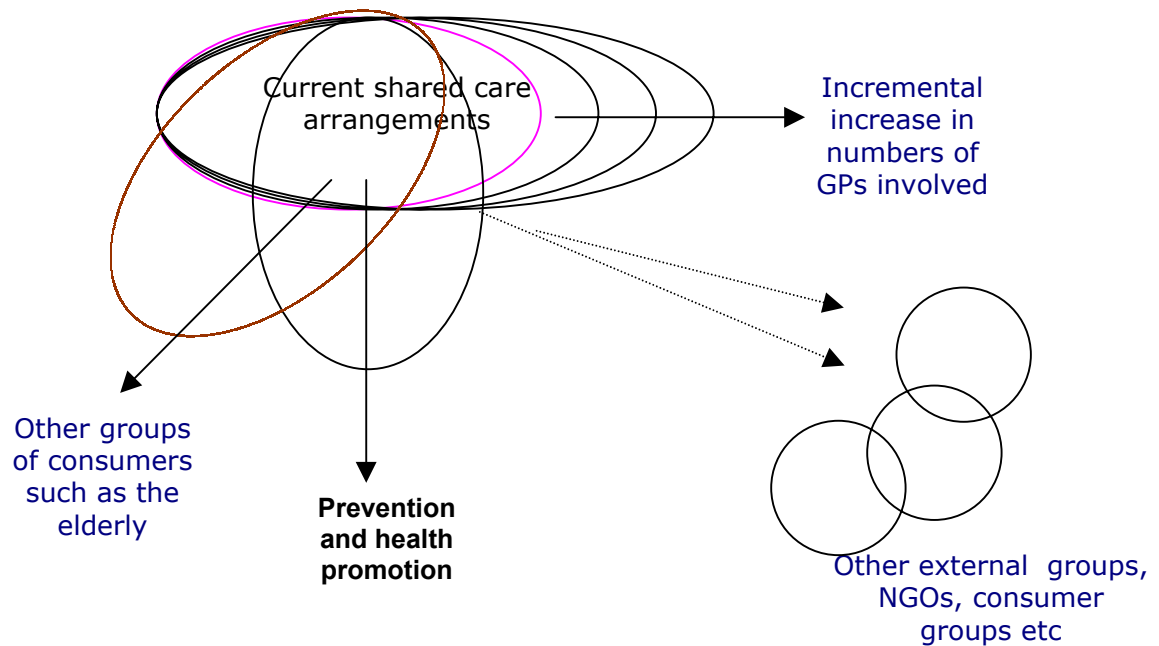 Current shared care
arrangements
Incremental
increase in
numbers of
GPs involved
Other groups
of consumers
such as the
elderly
Prevention
and health
promotion
Other external  groups,
NGOs, consumer
groups etc